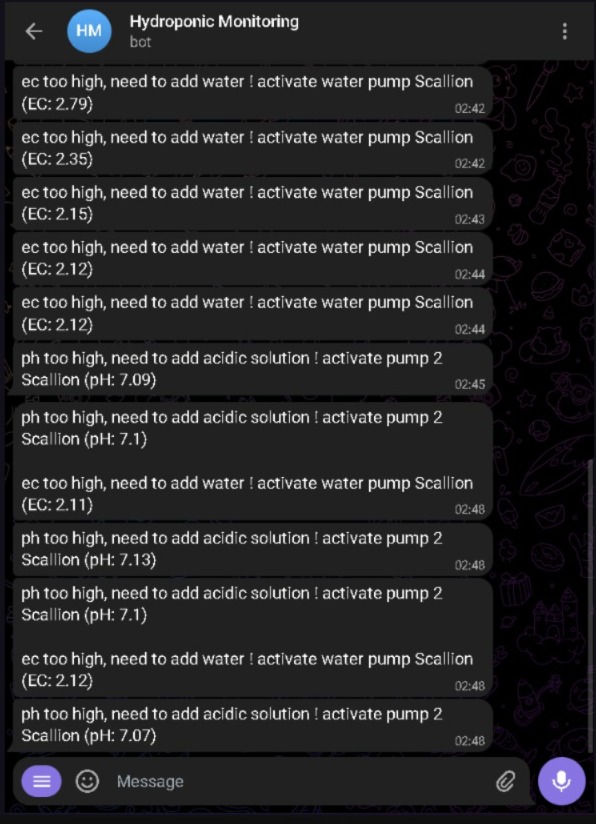 HM
Hydroponic Monitoring
bot
ec too high, need to add water ! activate water pump Scallion
(EC: 2.79)
02:42
ec too high, need to add water ! activate water pump Scallion
(EC: 2.35)
02:42
ec too high, need to add water ! activate water pump Scallion
(EC: 2.15)
02:43
ec too high, need to add water ! activate water pump Scallion
(EC: 2.12)
02:44
ec too high, need to add water ! activate water pump Scallion
(EC: 2.12)
02:44
ph too high, need to add acidic solution ! activate pump 2
Scallion (pH: 7.09)
02:45
ph too high, need to add acidic solution ! activate pump 2
Scallion (pH: 7.1)
ec too high, need to add water ! activate water pump Scallion
(EC: 2.11)
02:48
ph too high, need to add acidic solution ! activate pump 2
Scallion (pH: 7.13)
02:48
ph too high, need to add acidic solution ! activate pump 2
Scallion (pH: 7.1)
ec too high, need to add water ! activate water pump Scallion
(EC: 2.12)
02:48
ph too high, need to add acidic solution ! activate pump 2
Scallion (pH: 7.07)
02:48
Message